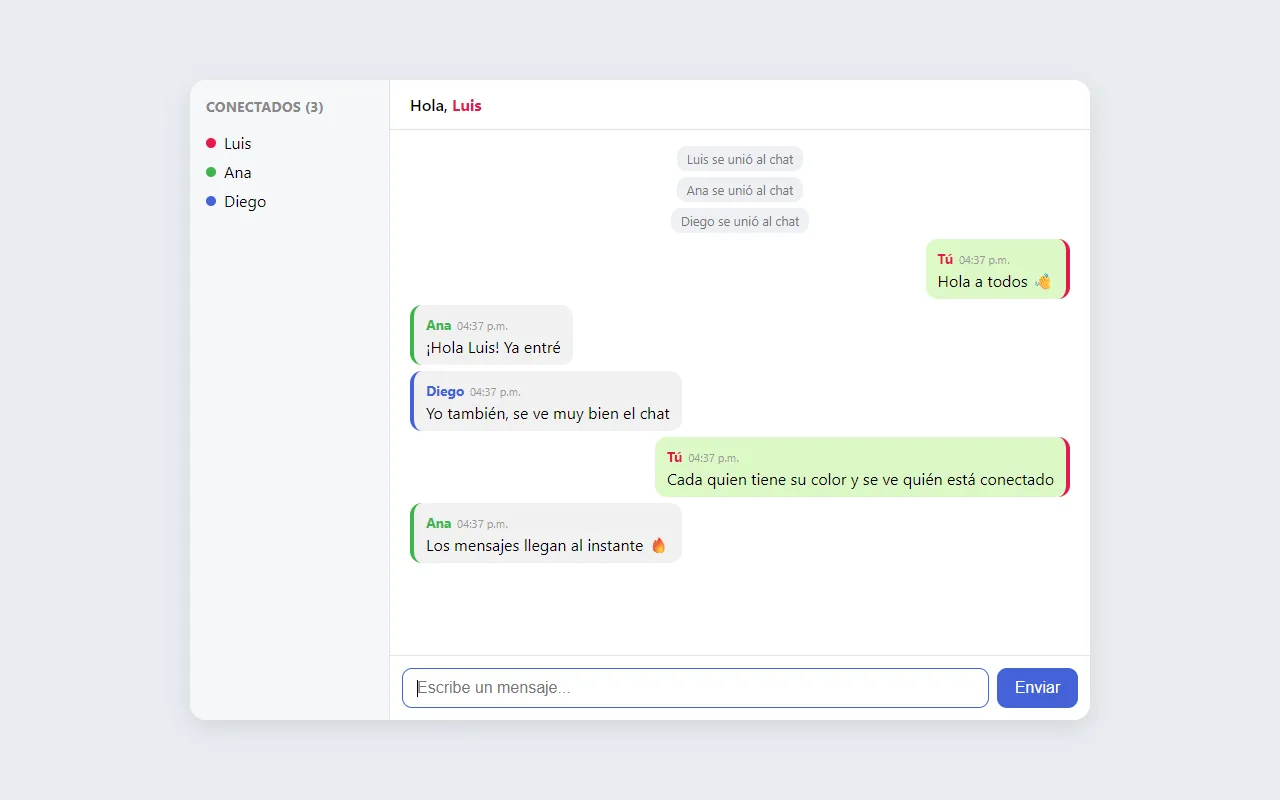 CONECTADOS (3)
Luis
Ana
Diego
Hola, Luis
Luis se unió al chat
Ana se unió al chat
Diego se unió al chat
Tú 04:37 p.m.
Hola a todos 👋
Ana 04:37 p.m.
¡Hola Luis! Ya entré
Diego 04:37 p.m.
Yo también, se ve muy bien el chat
Tú 04:37 p.m.
Cada quien tiene su color y se ve quién está conectado
Ana 04:37 p.m.
Los mensajes llegan al instante 🔥
Escribe un mensaje...
Enviar